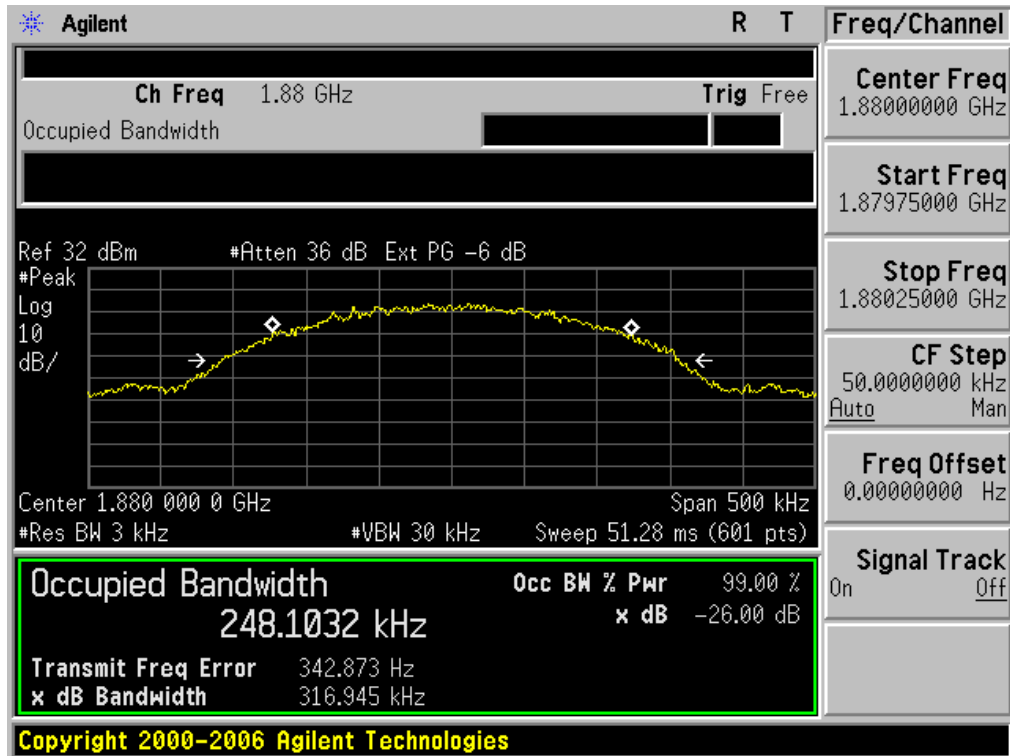 Agilent R T Freq/Channel
Ch Freq 1.88 GHz Trig Free
Occupied Bandwidth
Center Freq
1.88000000 GHz
Start Freq
1.87975000 GHz
Stop Freq
1.88025000 GHz
CF Step
50.0000000 kHz
Auto Man
Freq Offset
0.00000000 Hz
Signal Track
On Off
Ref 32 dBm #Atten 36 dB Ext PG -6 dB
#Peak
Log
10
dB/
Center 1.880 000 0 GHz Span 500 kHz
#Res BW 3 kHz #VBW 30 kHz Sweep 51.28 ms (601 pts)
Occupied Bandwidth Occ BW % Pwr 99.00 %
248.1032 kHz x dB -26.00 dB
Transmit Freq Error 342.873 Hz
x dB Bandwidth 316.945 kHz
Copyright 2000-2006 Agilent Technologies